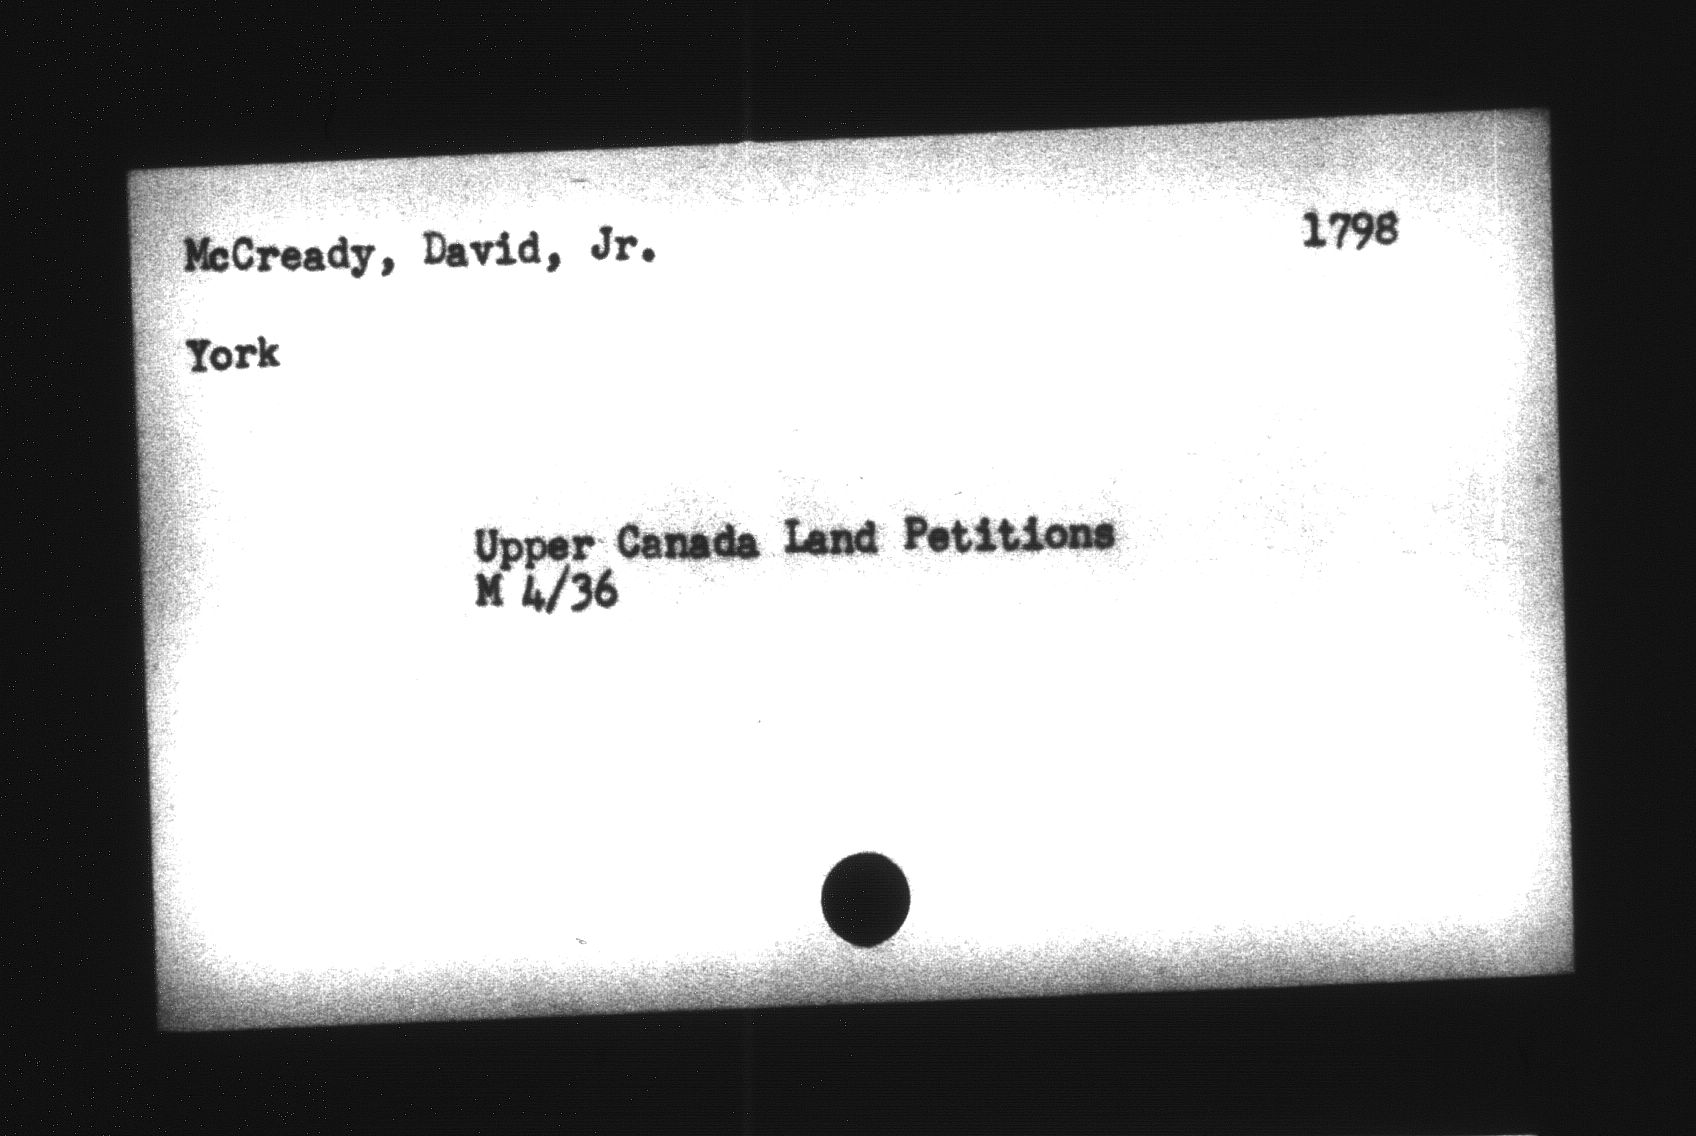 McCready, David, Jr. 1798
York
Upper Canada Land Petitions
M 4/36